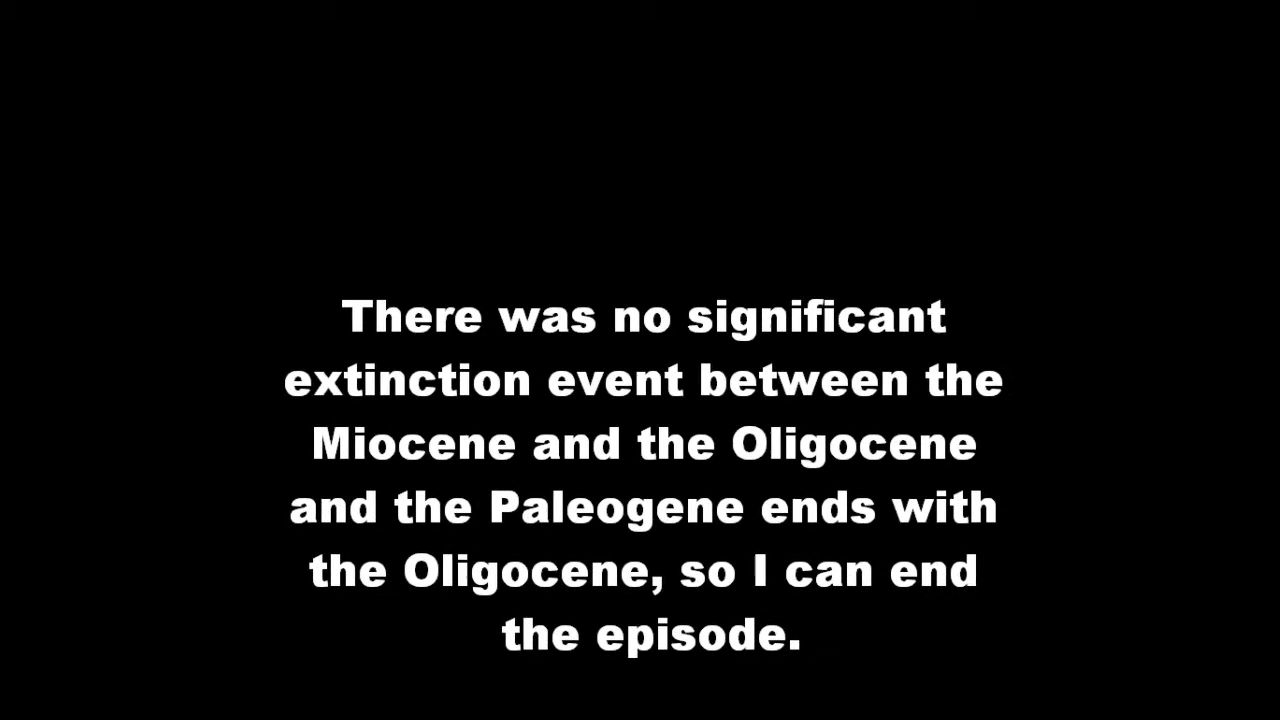 There was no significant
extinction event between the
Miocene and the Oligocene
and the Paleogene ends with
the Oligocene, so I can end
the episode.